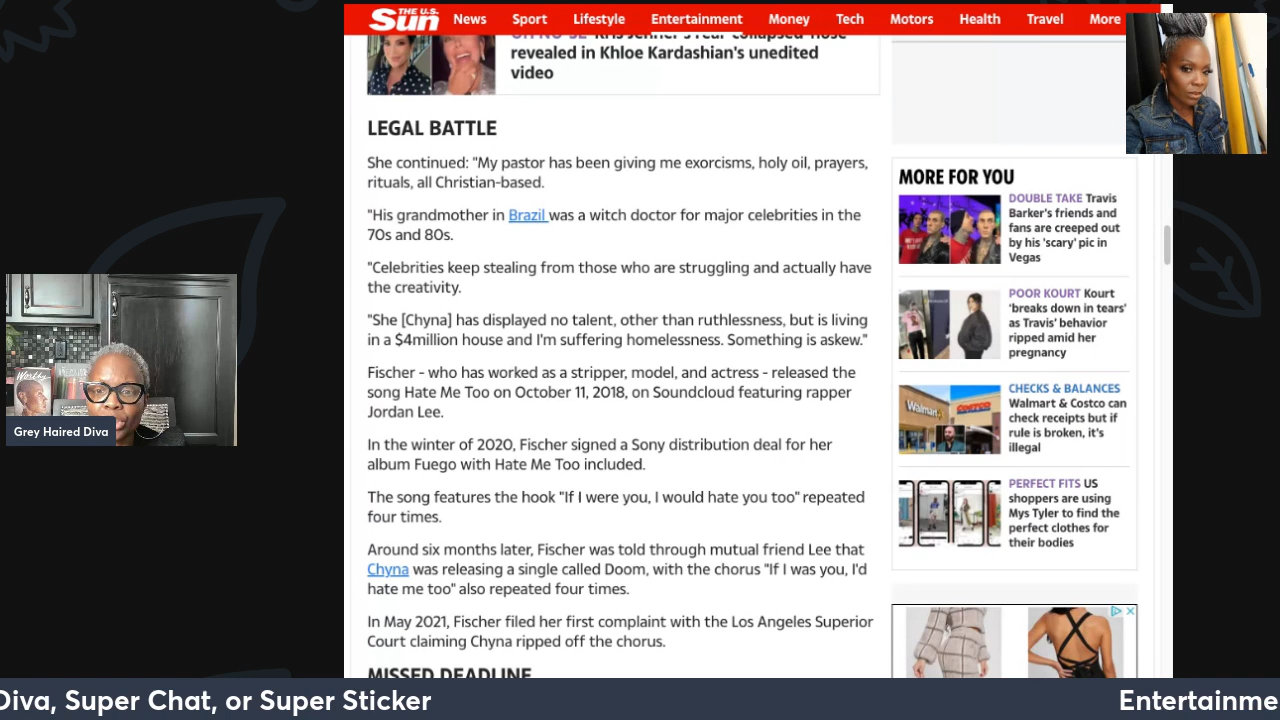 THE U.S.
Sun
News
Sport
Lifestyle
Entertainment
Money
Tech
Motors
Health
Travel
More
OH NO-SE Kris Jenner's rear collapsed nose
revealed in Khloe Kardashian's unedited
video
LEGAL BATTLE
She continued: "My pastor has been giving me exorcisms, holy oil, prayers,
rituals, all Christian-based.
"His grandmother in Brazil was a witch doctor for major celebrities in the
70s and 80s.
"Celebrities keep stealing from those who are struggling and actually have
the creativity.
"She [Chyna] has displayed no talent, other than ruthlessness, but is living
in a $4million house and I'm suffering homelessness. Something is askew."
Fischer - who has worked as a stripper, model, and actress - released the
song Hate Me Too on October 11, 2018, on Soundcloud featuring rapper
Jordan Lee.
In the winter of 2020, Fischer signed a Sony distribution deal for her
album Fuego with Hate Me Too included.
The song features the hook "If I were you, I would hate you too" repeated
four times.
Around six months later, Fischer was told through mutual friend Lee that
Chyna was releasing a single called Doom, with the chorus "If I was you, I'd
hate me too" also repeated four times.
In May 2021, Fischer filed her first complaint with the Los Angeles Superior
Court claiming Chyna ripped off the chorus.
MISSED DEADLINE
MORE FOR YOU
DOUBLE TAKE Travis
Barker's friends and
fans are creeped out
by his 'scary' pic in
Vegas
POOR KOURT Kourt
'breaks down in tears'
as Travis' behavior
ripped amid her
pregnancy
CHECKS & BALANCES
Walmart & Costco can
check receipts but if
rule is broken, it's
illegal
Walmart
PERFECT FITS US
shoppers are using
Mys Tyler to find the
perfect clothes for
their bodies
Worthy
Grey Haired Diva
Diva, Super Chat, or Super Sticker
Entertainme